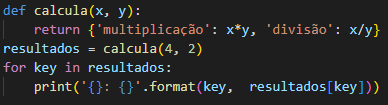 def calcula(x, y):
    return {'multiplicação': x*y, 'divisão': x/y}
resultados = calcula(4, 2)
for key in resultados:
    print('{}: {}'.format(key,  resultados[key]))